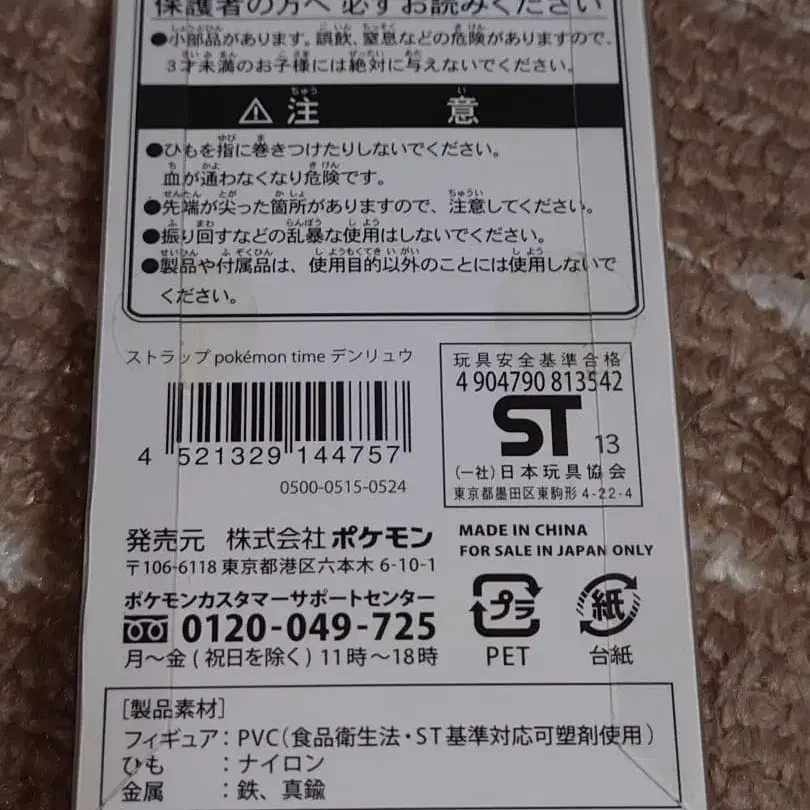 保護者の方へ 必ずお読みください
●小部品があります。誤飲、窒息などの危険がありますので、
3才未満のお子様には絶対に与えないでください。
⚠注意
●ひもを指に巻きつけたりしないでください。
血が通わなくなり危険です。
●先端が尖った箇所がありますので、注意してください。
●振り回すなどの乱暴な使用はしないでください。
●製品や付属品は、使用目的以外のことには使用しないで
ください。
ストラップ pokémon time デンリュウ
4 521329 144757
0500-0515-0524
玩具安全基準合格
4 904790 813542
ST 13
(一社)日本玩具協会
東京都墨田区東駒形 4-22-4
発売元 株式会社 ポケモン
〒106-6118 東京都港区六本木 6-10-1
MADE IN CHINA
FOR SALE IN JAPAN ONLY
ポケモンカスタマーサポートセンター
0120-049-725
月～金 ( 祝日を除く ) 11時～18時
プラ
PET
紙
台紙
[製品素材]
フィギュア : PVC(食品衛生法・ST基準対応可塑剤使用)
ひも : ナイロン
金属 : 鉄、真鍮